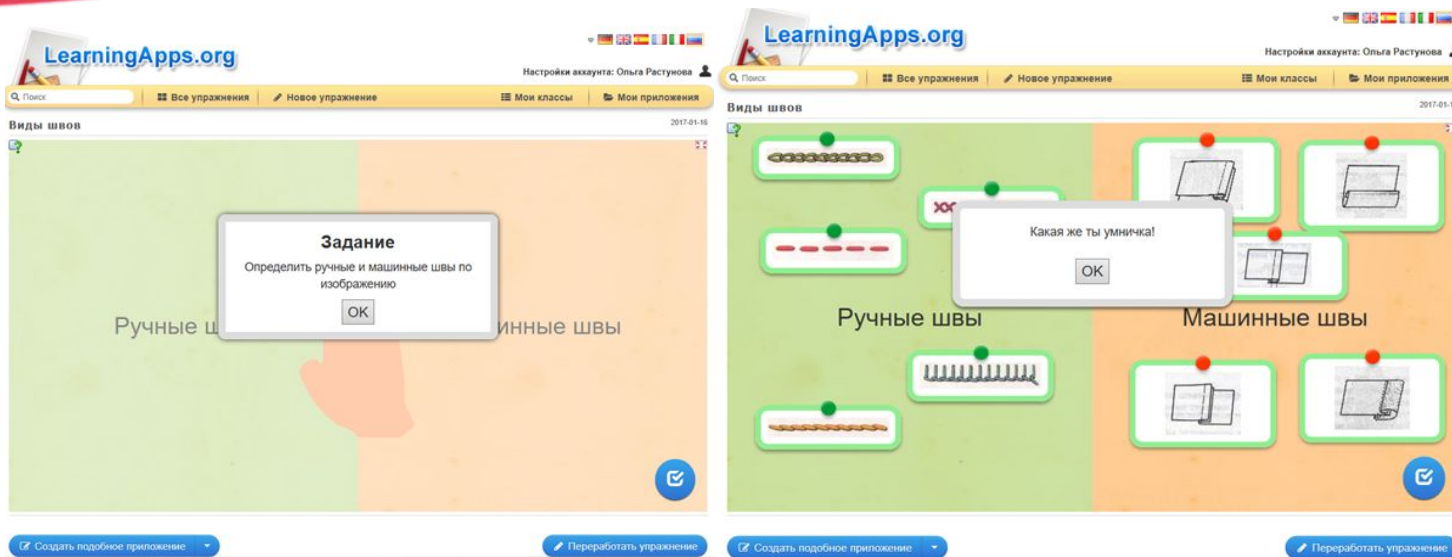 LearningApps.org
Настройки аккаунта: Ольга Растунова
Поиск
Все упражнения
Новое упражнение
Мои классы
Мои приложения
Виды швов
2017-01-16
Задание
Определить ручные и машинные швы по
изображению
OK
Ручные
швы
Создать подобное приложение
Переработать упражнение
LearningApps.org
Настройки аккаунта: Ольга Растунова
Поиск
Все упражнения
Новое упражнение
Мои классы
Мои приложения
Виды швов
Какая же ты умничка!
OK
Ручные швы
Машинные швы
Создать подобное приложение
Переработать упражнение